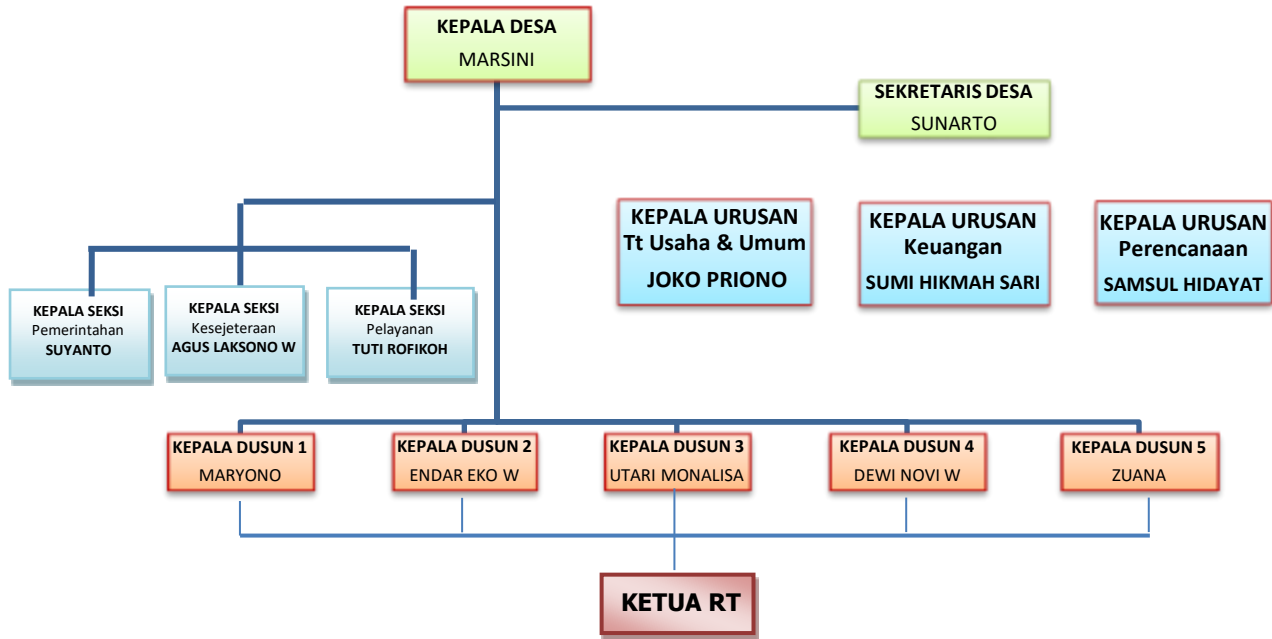 KEPALA DESA
MARSINI
SEKRETARIS DESA
SUNARTO
KEPALA URUSAN
Tt Usaha & Umum
JOKO PRIONO
KEPALA URUSAN
Keuangan
SUMI HIKMAH SARI
KEPALA URUSAN
Perencanaan
SAMSUL HIDAYAT
KEPALA SEKSI
Pemerintahan
SUYANTO
KEPALA SEKSI
Kesejeteraan
AGUS LAKSONO W
KEPALA SEKSI
Pelayanan
TUTI ROFIKOH
KEPALA DUSUN 1
MARYONO
KEPALA DUSUN 2
ENDAR EKO W
KEPALA DUSUN 3
UTARI MONALISA
KEPALA DUSUN 4
DEWI NOVI W
KEPALA DUSUN 5
ZUANA
KETUA RT